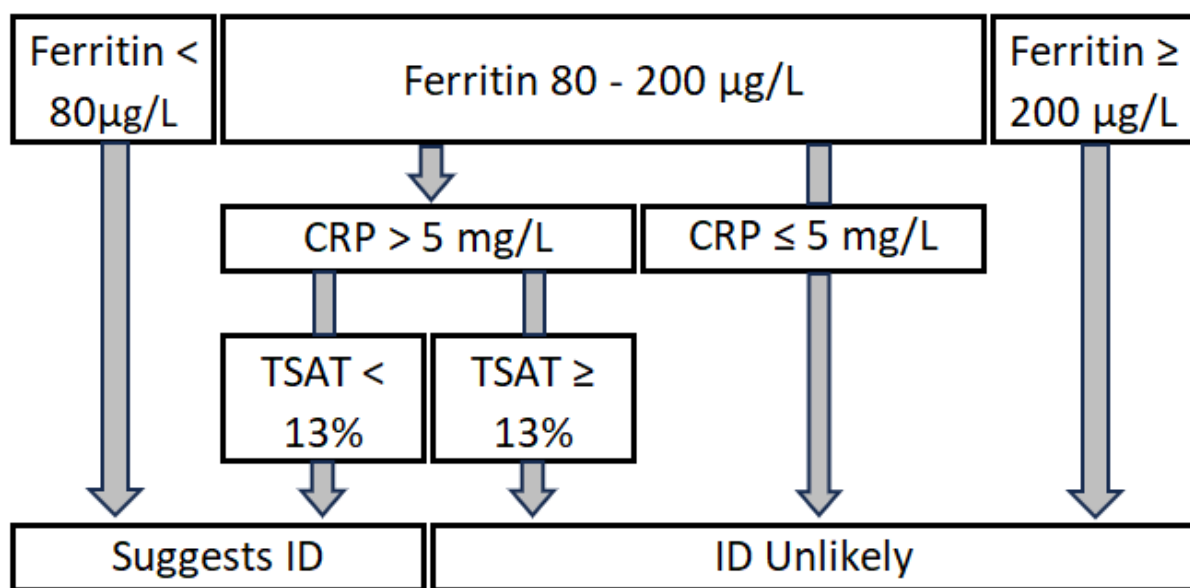 Ferritin <
80µg/L
Ferritin 80 - 200 µg/L
Ferritin ≥
200 µg/L
CRP > 5 mg/L
CRP ≤ 5 mg/L
TSAT <
13%
TSAT ≥
13%
Suggests ID
ID Unlikely